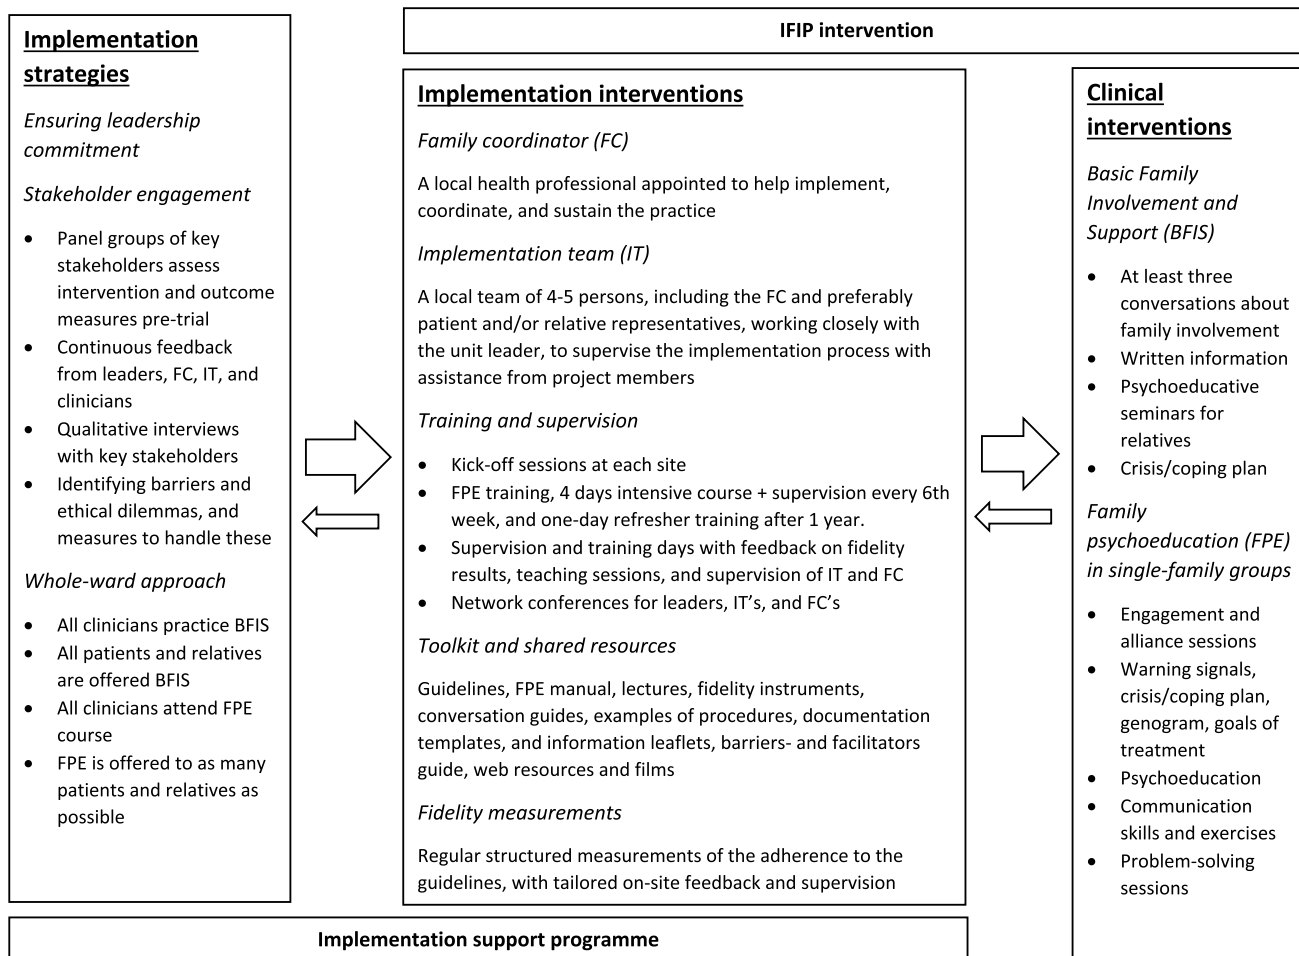 Implementation
strategies
Ensuring leadership
commitment
Stakeholder engagement
• Panel groups of key
stakeholders assess
intervention and outcome
measures pre-trial
• Continuous feedback
from leaders, FC, IT, and
clinicians
• Qualitative interviews
with key stakeholders
• Identifying barriers and
ethical dilemmas, and
measures to handle these
Whole-ward approach
• All clinicians practice BFIS
• All patients and relatives
are offered BFIS
• All clinicians attend FPE
course
• FPE is offered to as many
patients and relatives as
possible
IFIP intervention
Implementation interventions
Family coordinator (FC)
A local health professional appointed to help implement,
coordinate, and sustain the practice
Implementation team (IT)
A local team of 4-5 persons, including the FC and preferably
patient and/or relative representatives, working closely with
the unit leader, to supervise the implementation process with
assistance from project members
Training and supervision
• Kick-off sessions at each site
• FPE training, 4 days intensive course + supervision every 6th
week, and one-day refresher training after 1 year.
• Supervision and training days with feedback on fidelity
results, teaching sessions, and supervision of IT and FC
• Network conferences for leaders, IT’s, and FC’s
Toolkit and shared resources
Guidelines, FPE manual, lectures, fidelity instruments,
conversation guides, examples of procedures, documentation
templates, and information leaflets, barriers- and facilitators
guide, web resources and films
Fidelity measurements
Regular structured measurements of the adherence to the
guidelines, with tailored on-site feedback and supervision
Clinical
interventions
Basic Family
Involvement and
Support (BFIS)
• At least three
conversations about
family involvement
• Written information
• Psychoeducative
seminars for
relatives
• Crisis/coping plan
Family
psychoeducation (FPE)
in single-family groups
• Engagement and
alliance sessions
• Warning signals,
crisis/coping plan,
genogram, goals of
treatment
• Psychoeducation
• Communication
skills and exercises
• Problem-solving
sessions
Implementation support programme